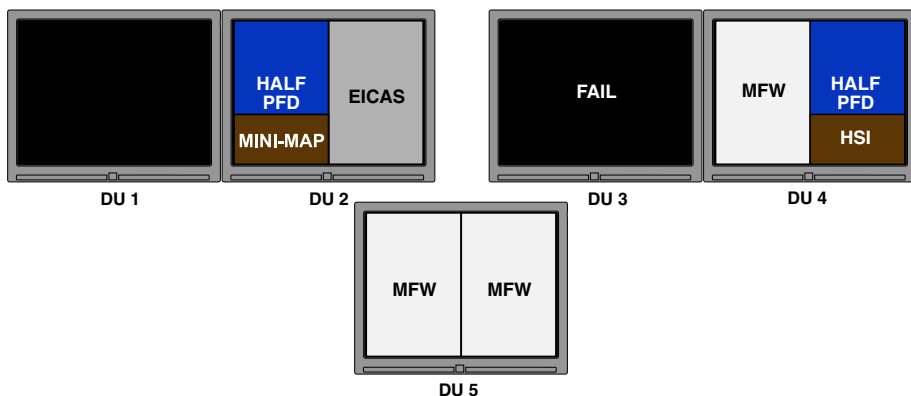 HALF
PFD
MINI-MAP
EICAS
FAIL
MFW
HALF
PFD
HSI
DU 1
DU 2
DU 3
DU 4
MFW
MFW
DU 5